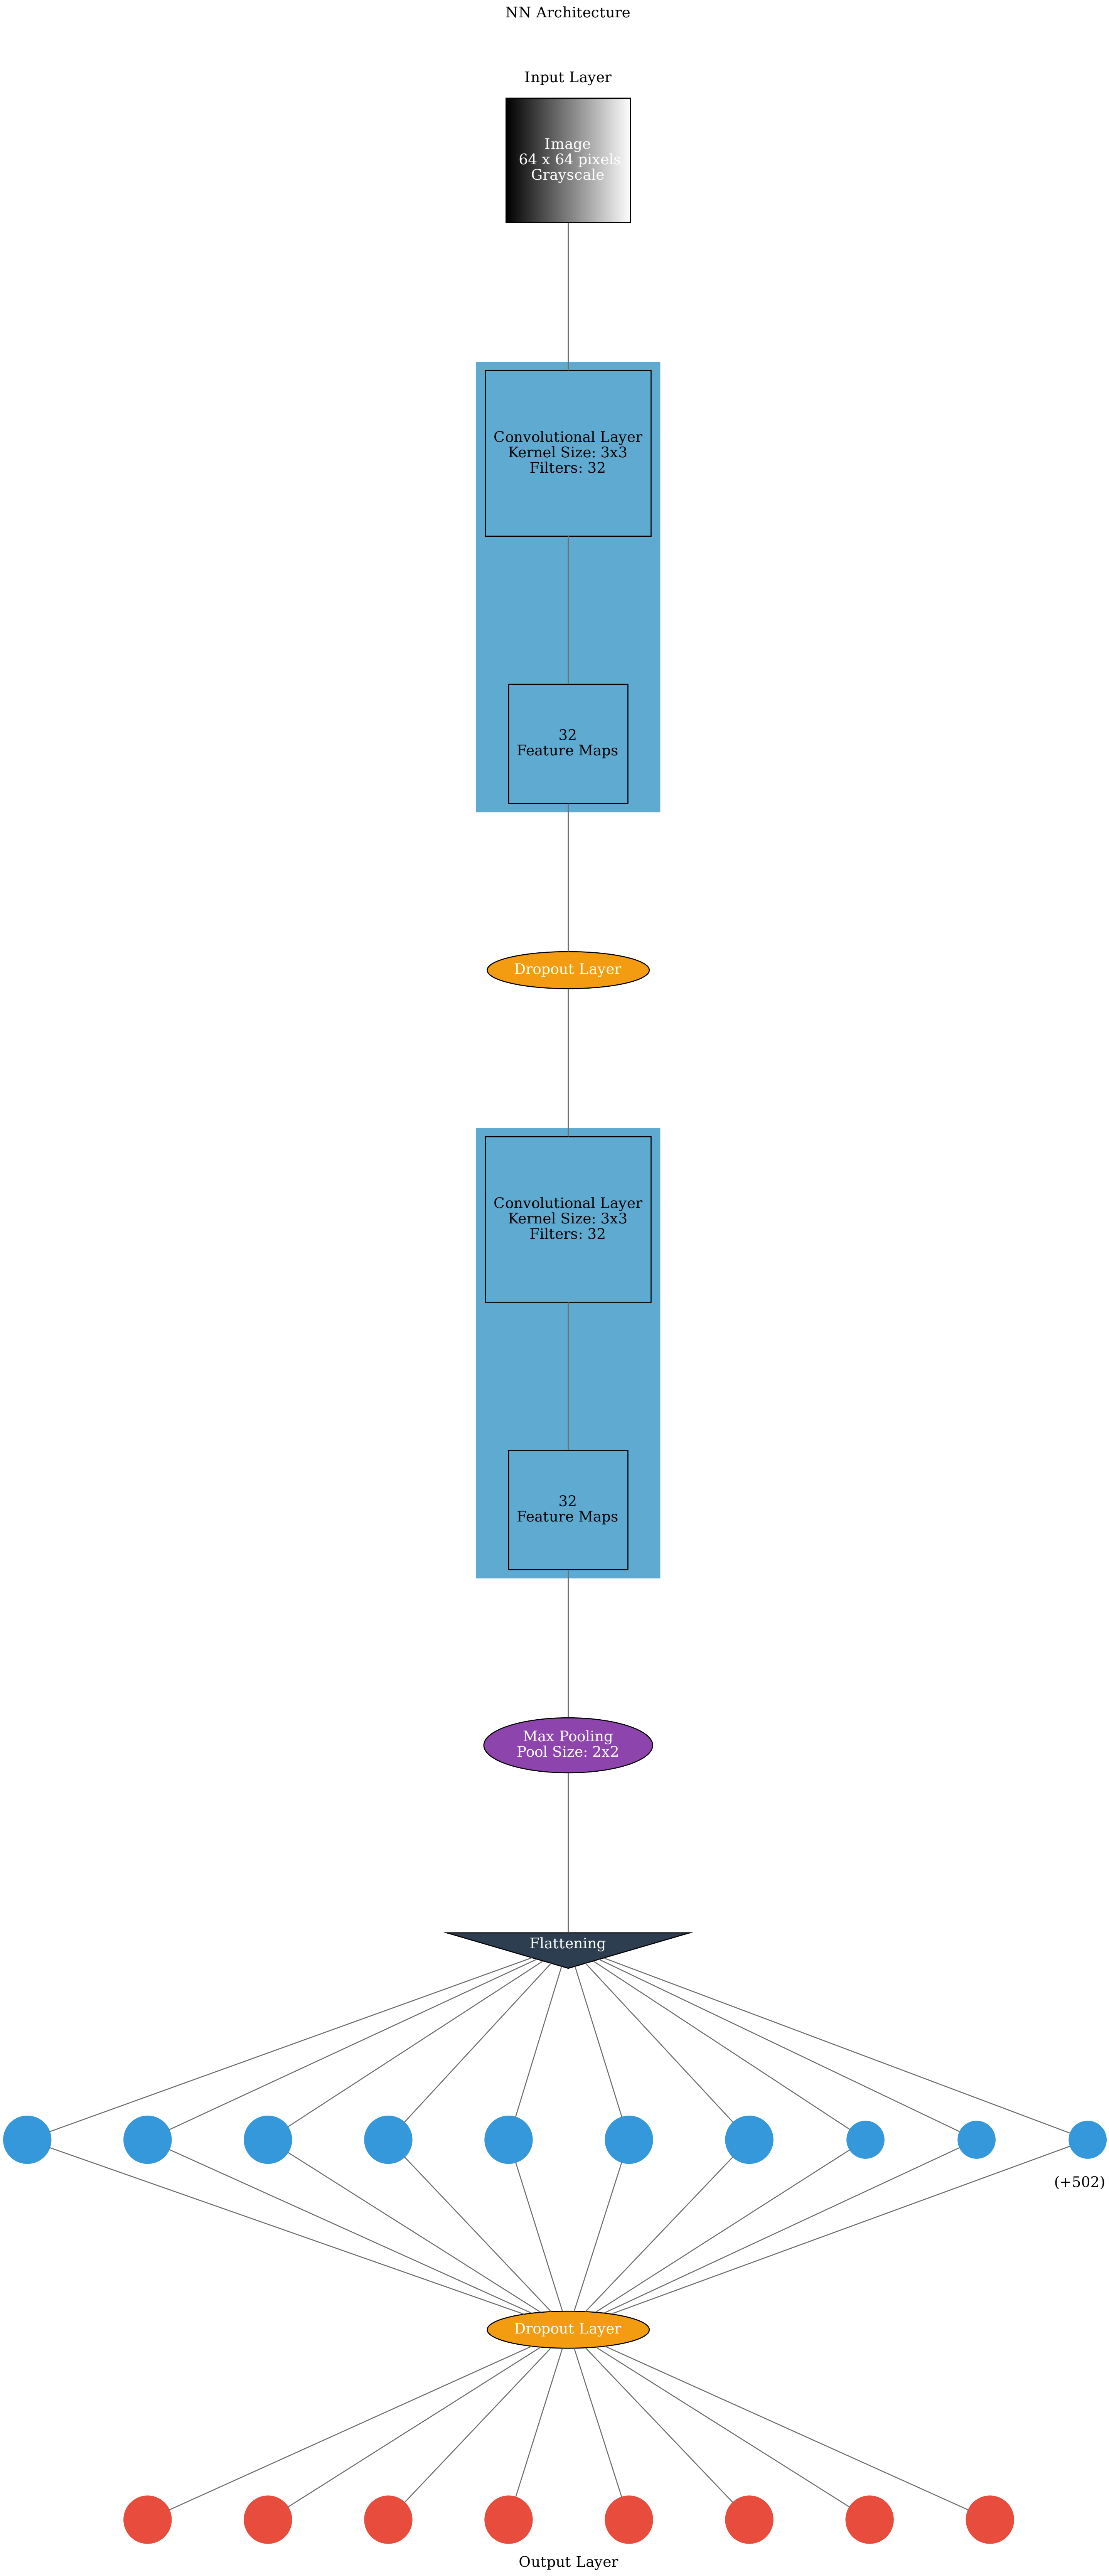 NN Architecture
Input Layer
Image
64 x 64 pixels
Grayscale
Convolutional Layer
Kernel Size: 3x3
Filters: 32
32
Feature Maps
Dropout Layer
Convolutional Layer
Kernel Size: 3x3
Filters: 32
32
Feature Maps
Max Pooling
Pool Size: 2x2
Flattening
(+502)
Dropout Layer
Output Layer